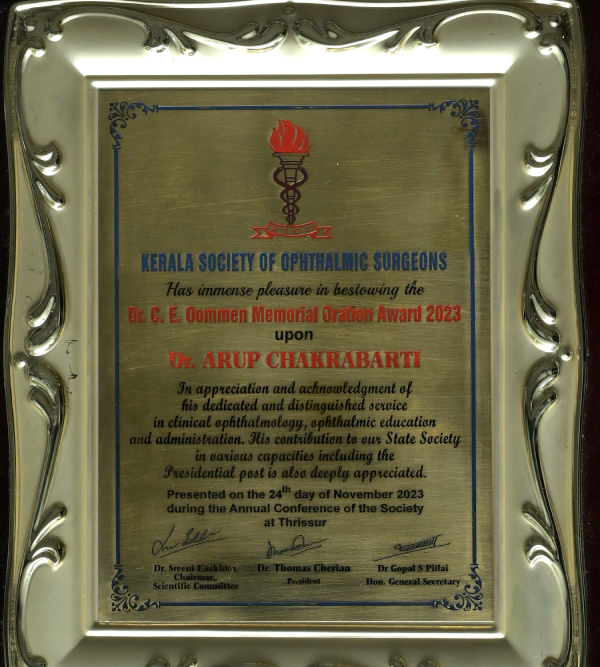 KERALA SOCIETY OF OPHTHALMIC SURGEONS
Has immense pleasure in bestowing the
Dr. C. E. Oommen Memorial Oration Award 2023
upon
Dr. ARUP CHAKRABARTI
In appreciation and acknowledgment of
his dedicated and distinguished service
in clinical ophthalmology, ophthalmic education
and administration. His contribution to our State Society
in various capacities including the
Presidential post is also deeply appreciated.
Presented on the 24th day of November 2023
during the Annual Conference of the Society
at Thrissur
Dr. Sreeni Dr. Thomas Cherian Dr Gopal S Pillai
Chairman, President Hon. General Secretary
Scientific Committee